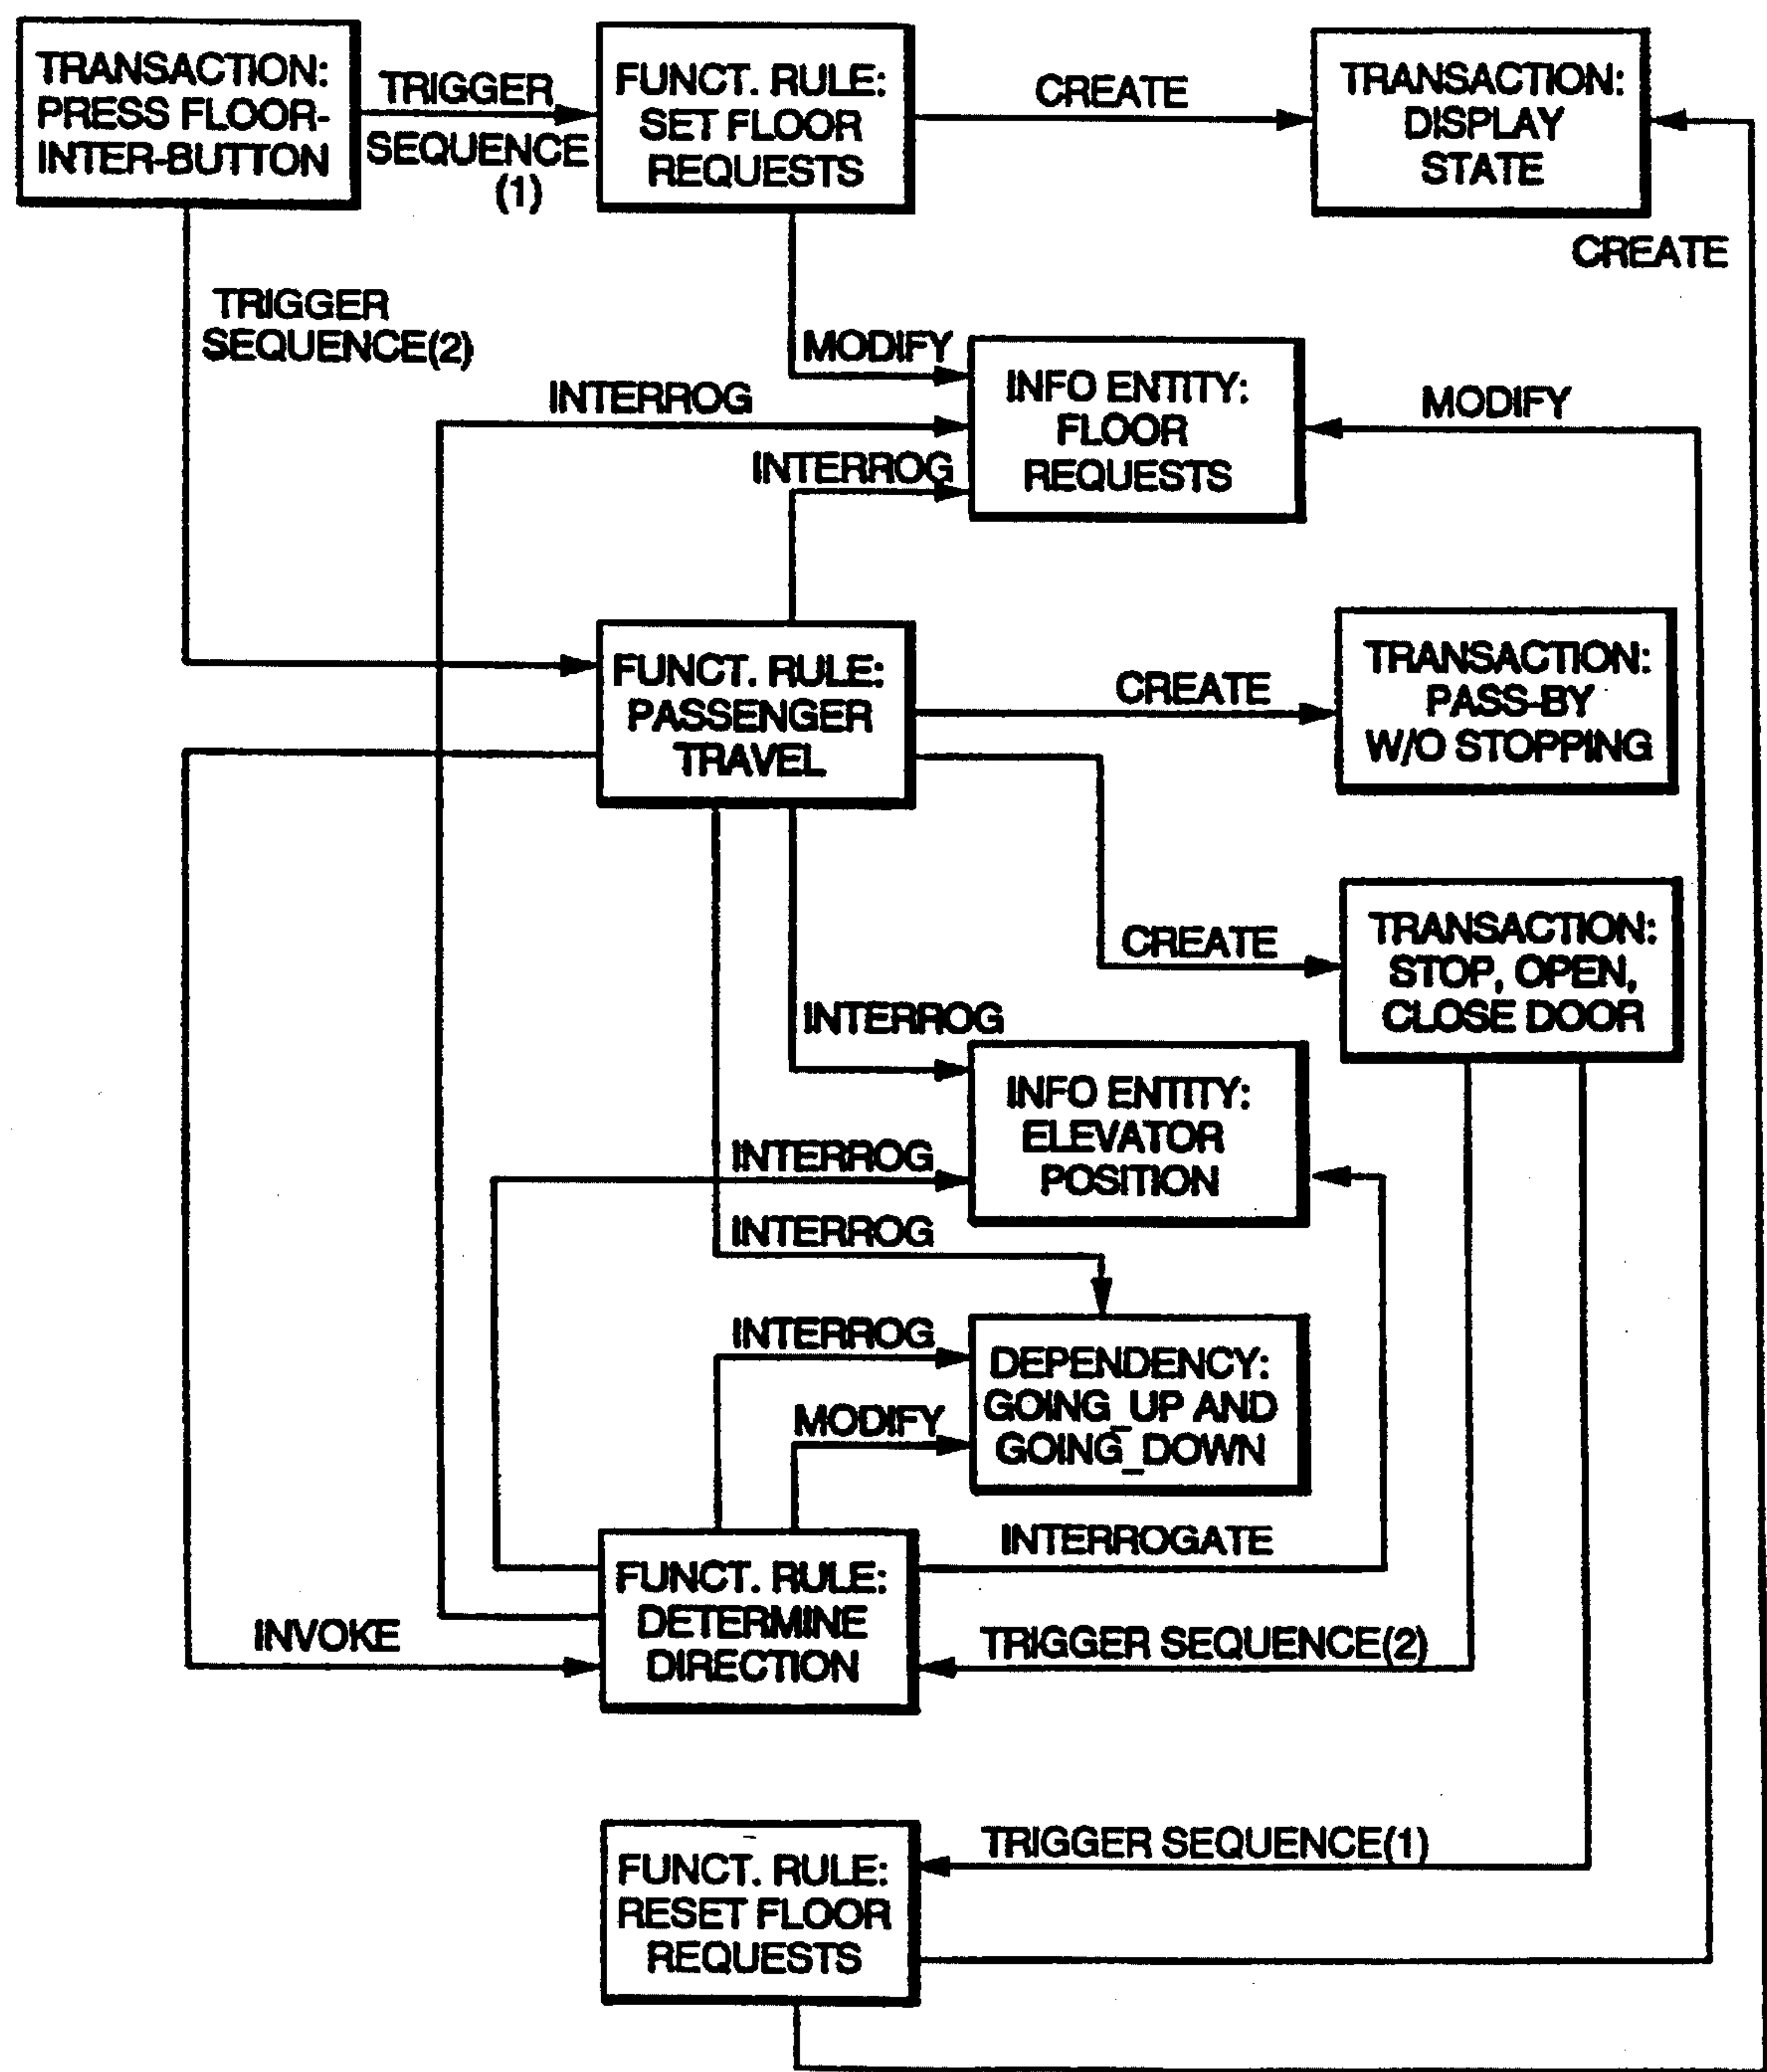 TRANSACTION:
PRESS FLOOR-
INTER-BUTTON
TRIGGER
SEQUENCE
(1)
FUNCT. RULE:
SET FLOOR
REQUESTS
CREATE
TRANSACTION:
DISPLAY
STATE
CREATE
TRIGGER
SEQUENCE(2)
MODIFY
INTERROG
INTERROG
INFO ENTITY:
FLOOR
REQUESTS
MODIFY
FUNCT. RULE:
PASSENGER
TRAVEL
CREATE
TRANSACTION:
PASS-BY
W/O STOPPING
CREATE
TRANSACTION:
STOP, OPEN,
CLOSE DOOR
INTERROG
INFO ENTITY:
ELEVATOR
POSITION
INTERROG
INTERROG
INTERROG
MODIFY
DEPENDENCY:
GOING_UP AND
GOING_DOWN
INTERROGATE
FUNCT. RULE:
DETERMINE
DIRECTION
INVOKE
TRIGGER SEQUENCE(2)
TRIGGER SEQUENCE(1)
FUNCT. RULE:
RESET FLOOR
REQUESTS